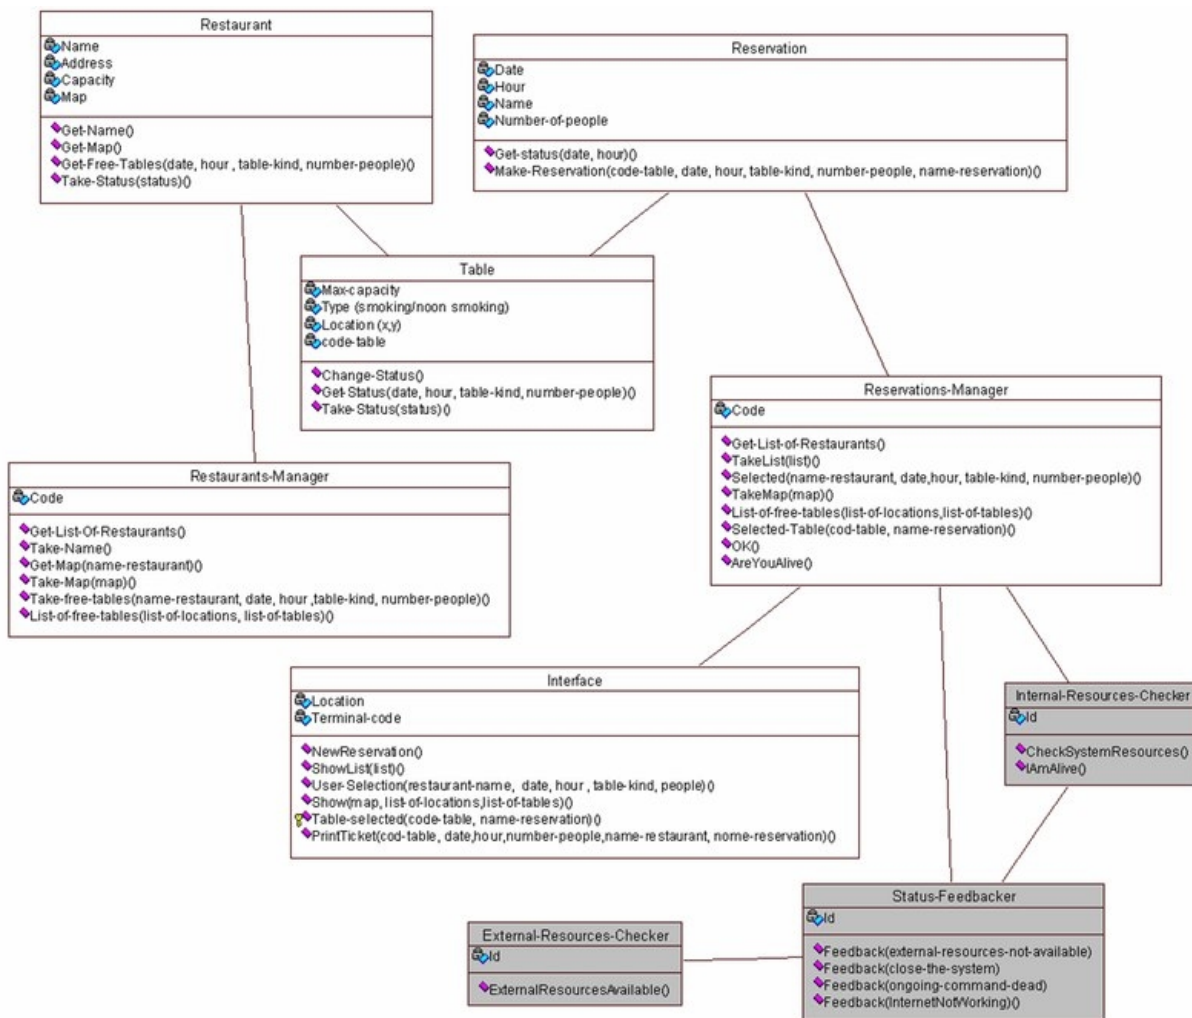 Restaurant
Name
Address
Capacity
Map
Get-Name()
Get-Map()
Get-Free-Tables(date, hour , table-kind, number-people)()
Take-Status(status)()
Reservation
Date
Hour
Name
Number-of-people
Get-status(date, hour)()
Make-Reservation(code-table, date, hour, table-kind, number-people, name-reservation)()
Table
Max-capacity
Type (smoking/noon smoking)
Location (x,y)
code-table
Change-Status()
Get-Status(date, hour, table-kind, number-people)()
Take-Status(status)()
Reservations-Manager
Code
Get-List-of-Restaurants()
TakeList(list)()
Selected(name-restaurant, date,hour, table-kind, number-people)()
TakeMap(map)()
List-of-free-tables(list-of-locations,list-of-tables)()
Selected-Table(cod-table, name-reservation)()
OK()
AreYouAlive()
Restaurants-Manager
Code
Get-List-Of-Restaurants()
Take-Name()
Get-Map(name-restaurant)()
Take-Map(map)()
Take-free-tables(name-restaurant, date, hour ,table-kind, number-people)()
List-of-free-tables(list-of-locations, list-of-tables)()
Interface
Location
Terminal-code
NewReservation()
ShowList(list)()
User-Selection(restaurant-name, date, hour , table-kind, people)()
Show(map, list-of-locations,list-of-tables)()
Table-selected(code-table, name-reservation)()
PrintTicket(cod-table, date,hour,number-people,name-restaurant, nome-reservation)()
Internal-Resources-Checker
Id
CheckSystemResources()
IAmAlive()
Status-Feedbacker
Id
Feedback(external-resources-not-available)
Feedback(close-the-system)
Feedback(ongoing-command-dead)
Feedback(InternetNotWorking)()
External-Resources-Checker
Id
ExternalResourcesAvailable()